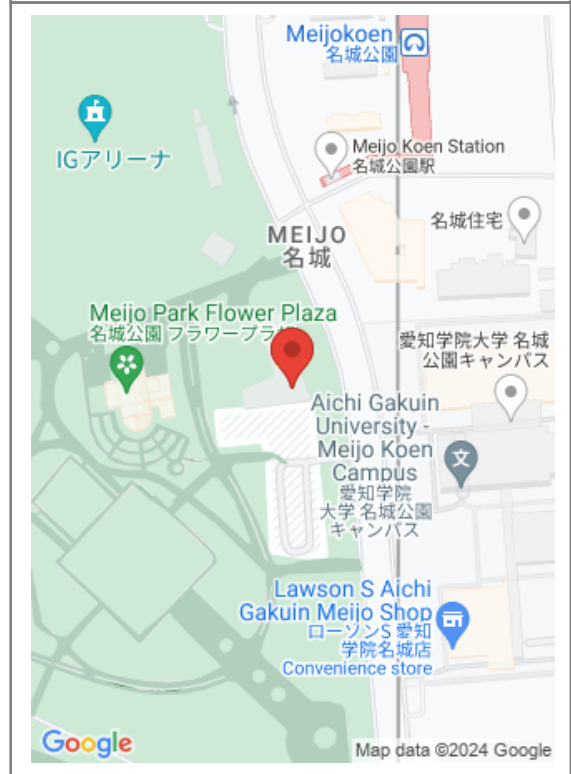 Meijokoen
名城公園
IGアリーナ
Meijo Koen Station
名城公園駅
MEIJO
名城
名城住宅
Meijo Park Flower Plaza
名城公園 フラワープラザ
愛知学院大学 名城
公園キャンパス
Aichi Gakuin
University -
Meijo Koen
Campus
愛知学院
大学 名城公園
キャンパス
Lawson S Aichi
Gakuin Meijo Shop
ローソンS 愛知
学院名城店
Convenience store
Google
Map data ©2024 Google